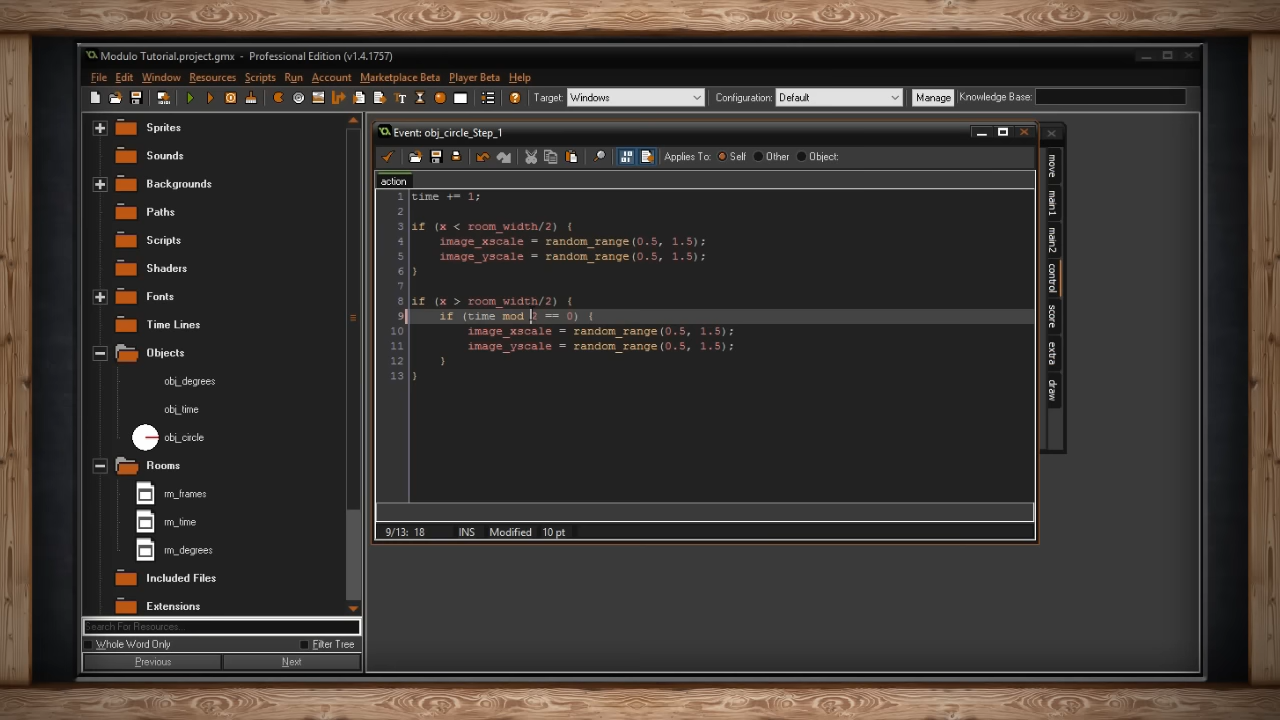 Modulo Tutorial.project.gmx - Professional Edition (v1.4.1757)
File Edit Window Resources Scripts Run Account Marketplace Beta Player Beta Help
Target: Windows Configuration: Default Manage Knowledge Base:
Sprites
Sounds
Backgrounds
Paths
Scripts
Shaders
Fonts
Time Lines
Objects
obj_degrees
obj_time
obj_circle
Rooms
rm_frames
rm_time
rm_degrees
Included Files
Extensions
Search For Resources...
Whole Word Only Filter Tree
Previous Next
Event: obj_circle_Step_1
Applies To: Self Other Object:
action
1 time += 1;
2
3 if (x < room_width/2) {
4 image_xscale = random_range(0.5, 1.5);
5 image_yscale = random_range(0.5, 1.5);
6 }
7
8 if (x > room_width/2) {
9 if (time mod 2 == 0) {
10 image_xscale = random_range(0.5, 1.5);
11 image_yscale = random_range(0.5, 1.5);
12 }
13 }
9/13: 18 INS Modified 10 pt
move
main1
main2
control
score
extra
draw